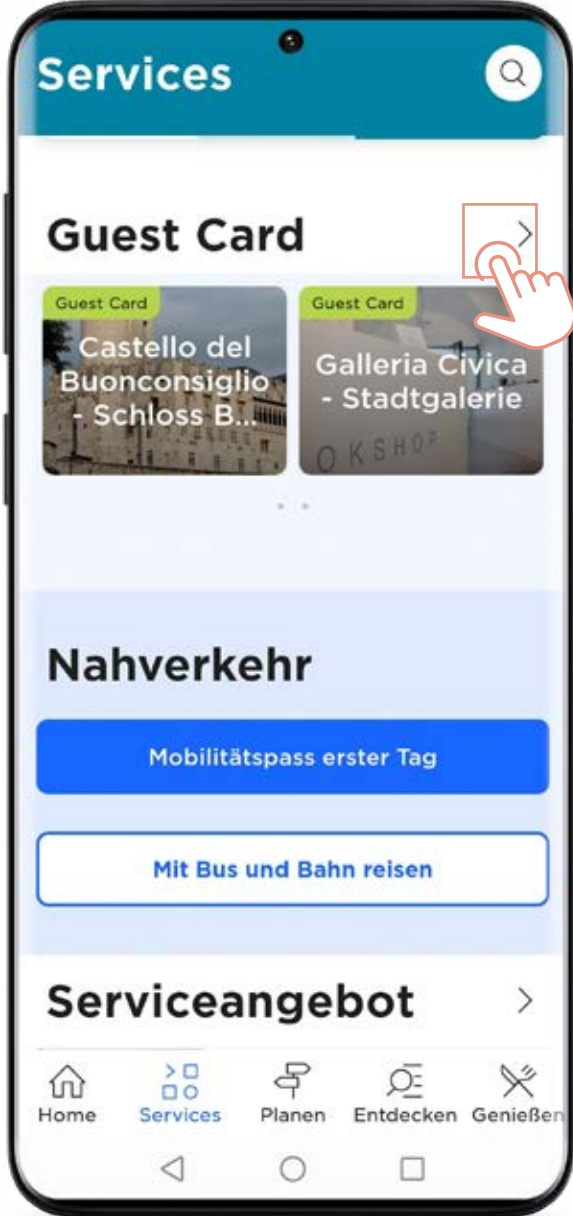 Services
Guest Card
Guest Card
Castello del
Buonconsiglio
- Schloss B...
Guest Card
Galleria Civica
- Stadtgalerie
OKSHOP
Nahverkehr
Mobilitätspass erster Tag
Mit Bus und Bahn reisen
Serviceangebot
Home
Services
Planen
Entdecken
Genießen